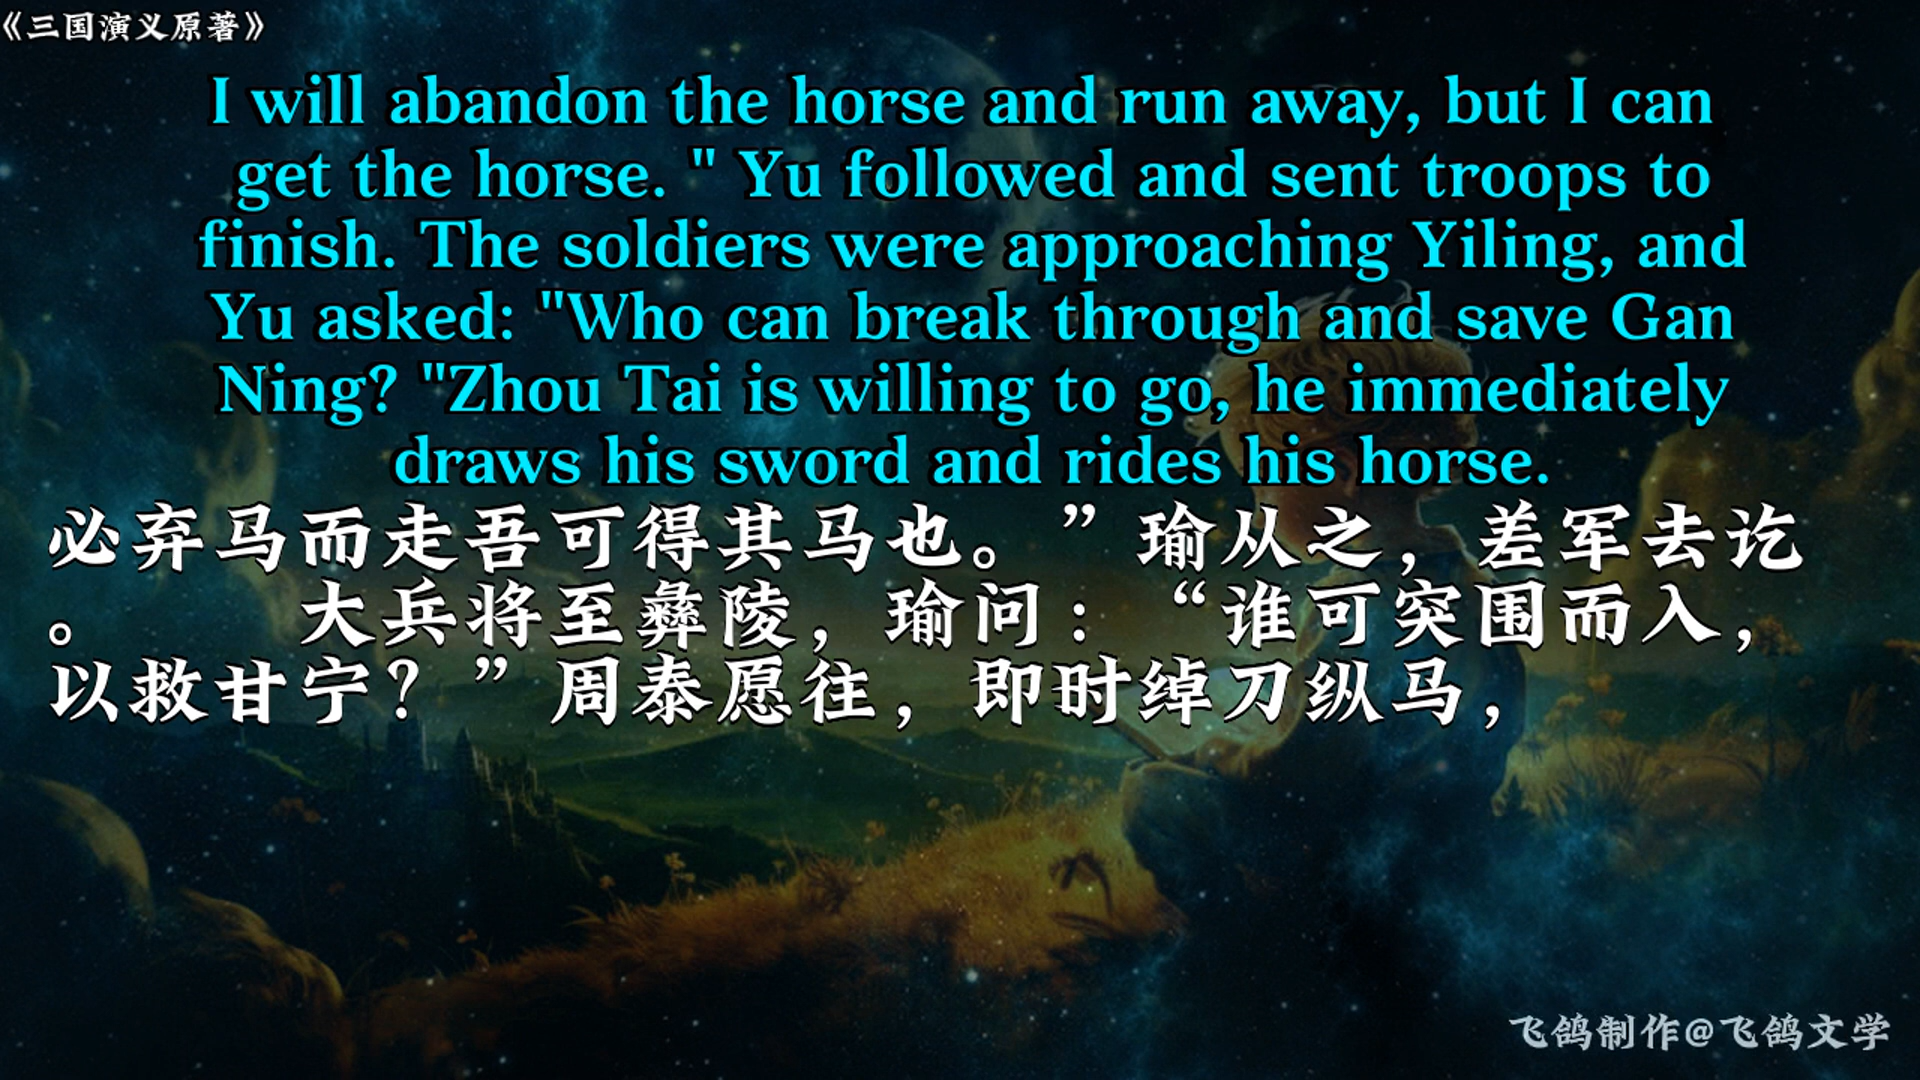 《三国演义原著》
I will abandon the horse and run away, but I can
get the horse. " Yu followed and sent troops to
finish. The soldiers were approaching Yiling, and
Yu asked: "Who can break through and save Gan
Ning? "Zhou Tai is willing to go, he immediately
draws his sword and rides his horse.
必弃马而走吾可得其马也。”瑜从之，差军去讫
。　　大兵将至彝陵，瑜问：“谁可突围而入，
以救甘宁？”周泰愿往，即时绰刀纵马，
飞鸽制作@飞鸽文学